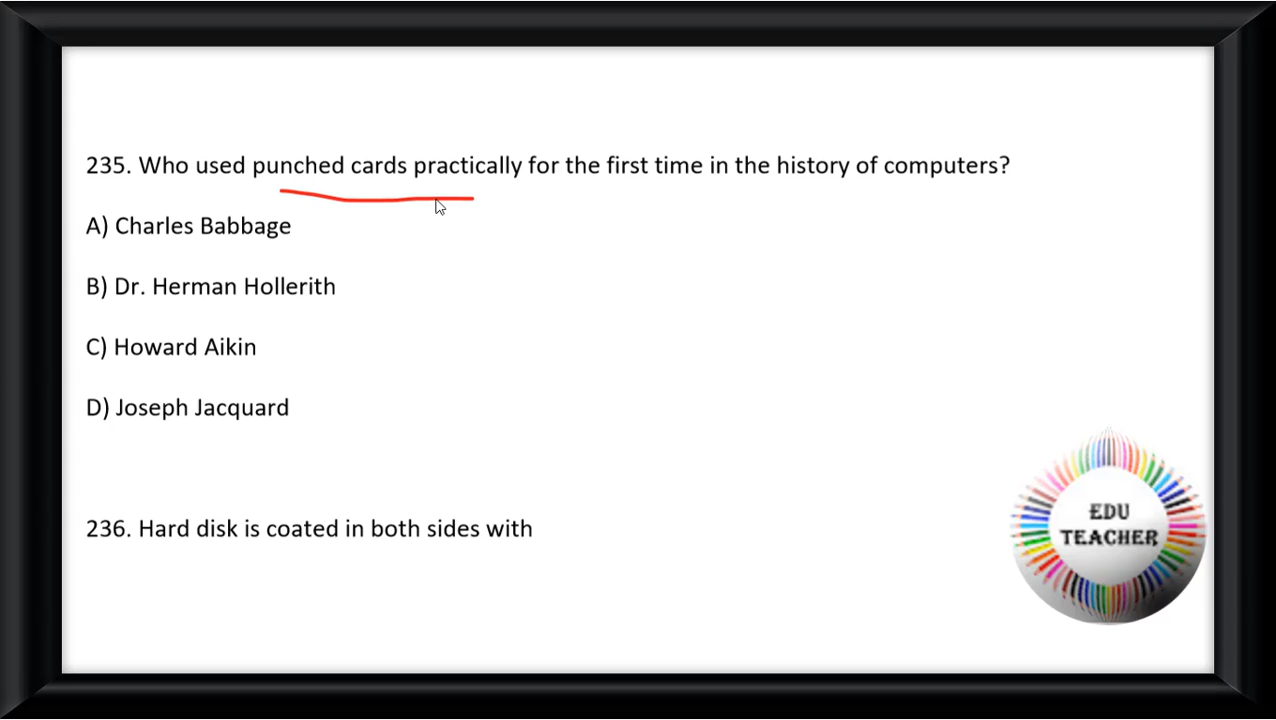 235. Who used punched cards practically for the first time in the history of computers?
A) Charles Babbage
B) Dr. Herman Hollerith
C) Howard Aikin
D) Joseph Jacquard
236. Hard disk is coated in both sides with
EDU
TEACHER